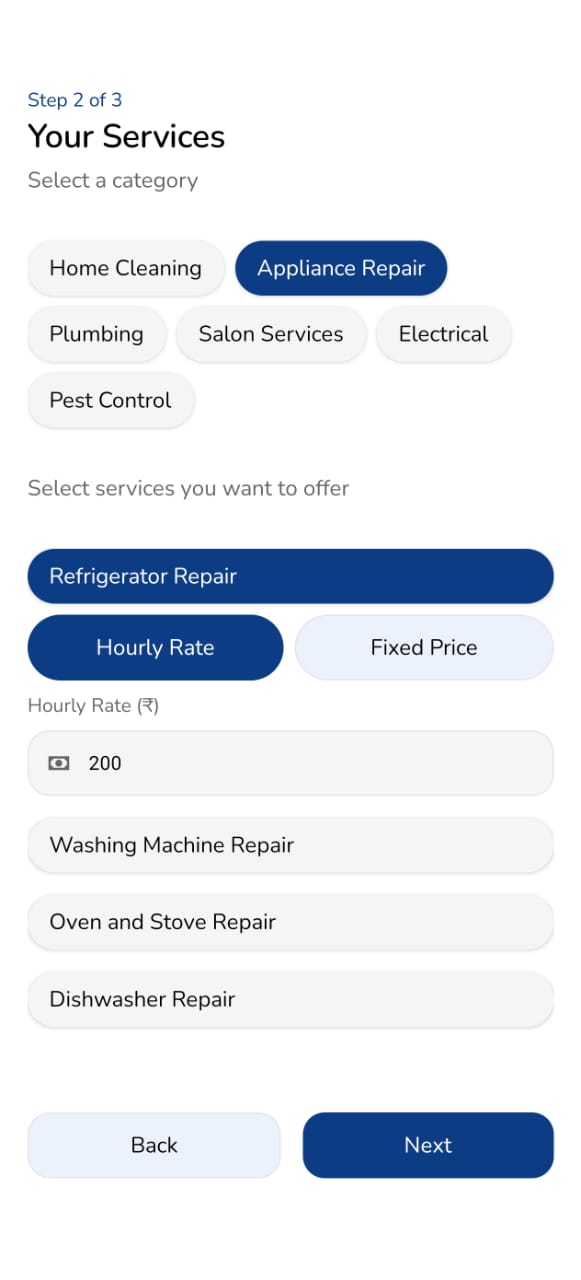 Step 2 of 3
Your Services
Select a category
Home Cleaning Appliance Repair
Plumbing Salon Services Electrical
Pest Control
Select services you want to offer
Refrigerator Repair
Hourly Rate Fixed Price
Hourly Rate (₹)
200
Washing Machine Repair
Oven and Stove Repair
Dishwasher Repair
Back Next